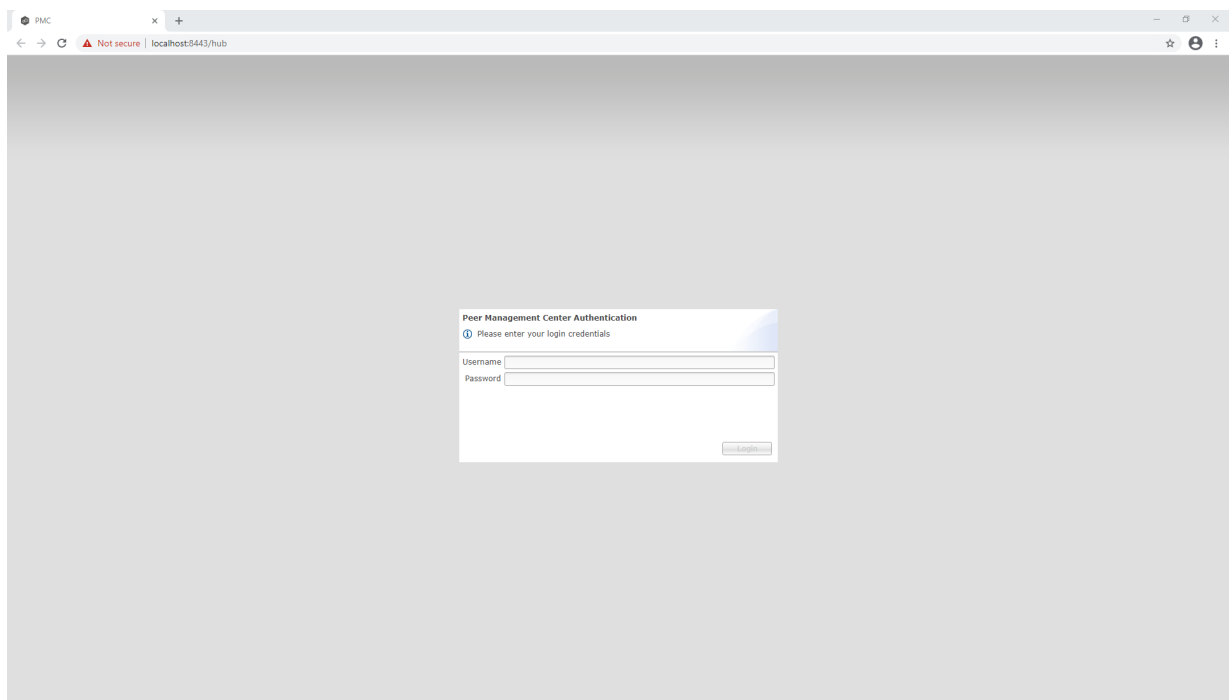 PMC
Not secure | localhost:8443/hub
Peer Management Center Authentication
Please enter your login credentials
Username
Password
Login